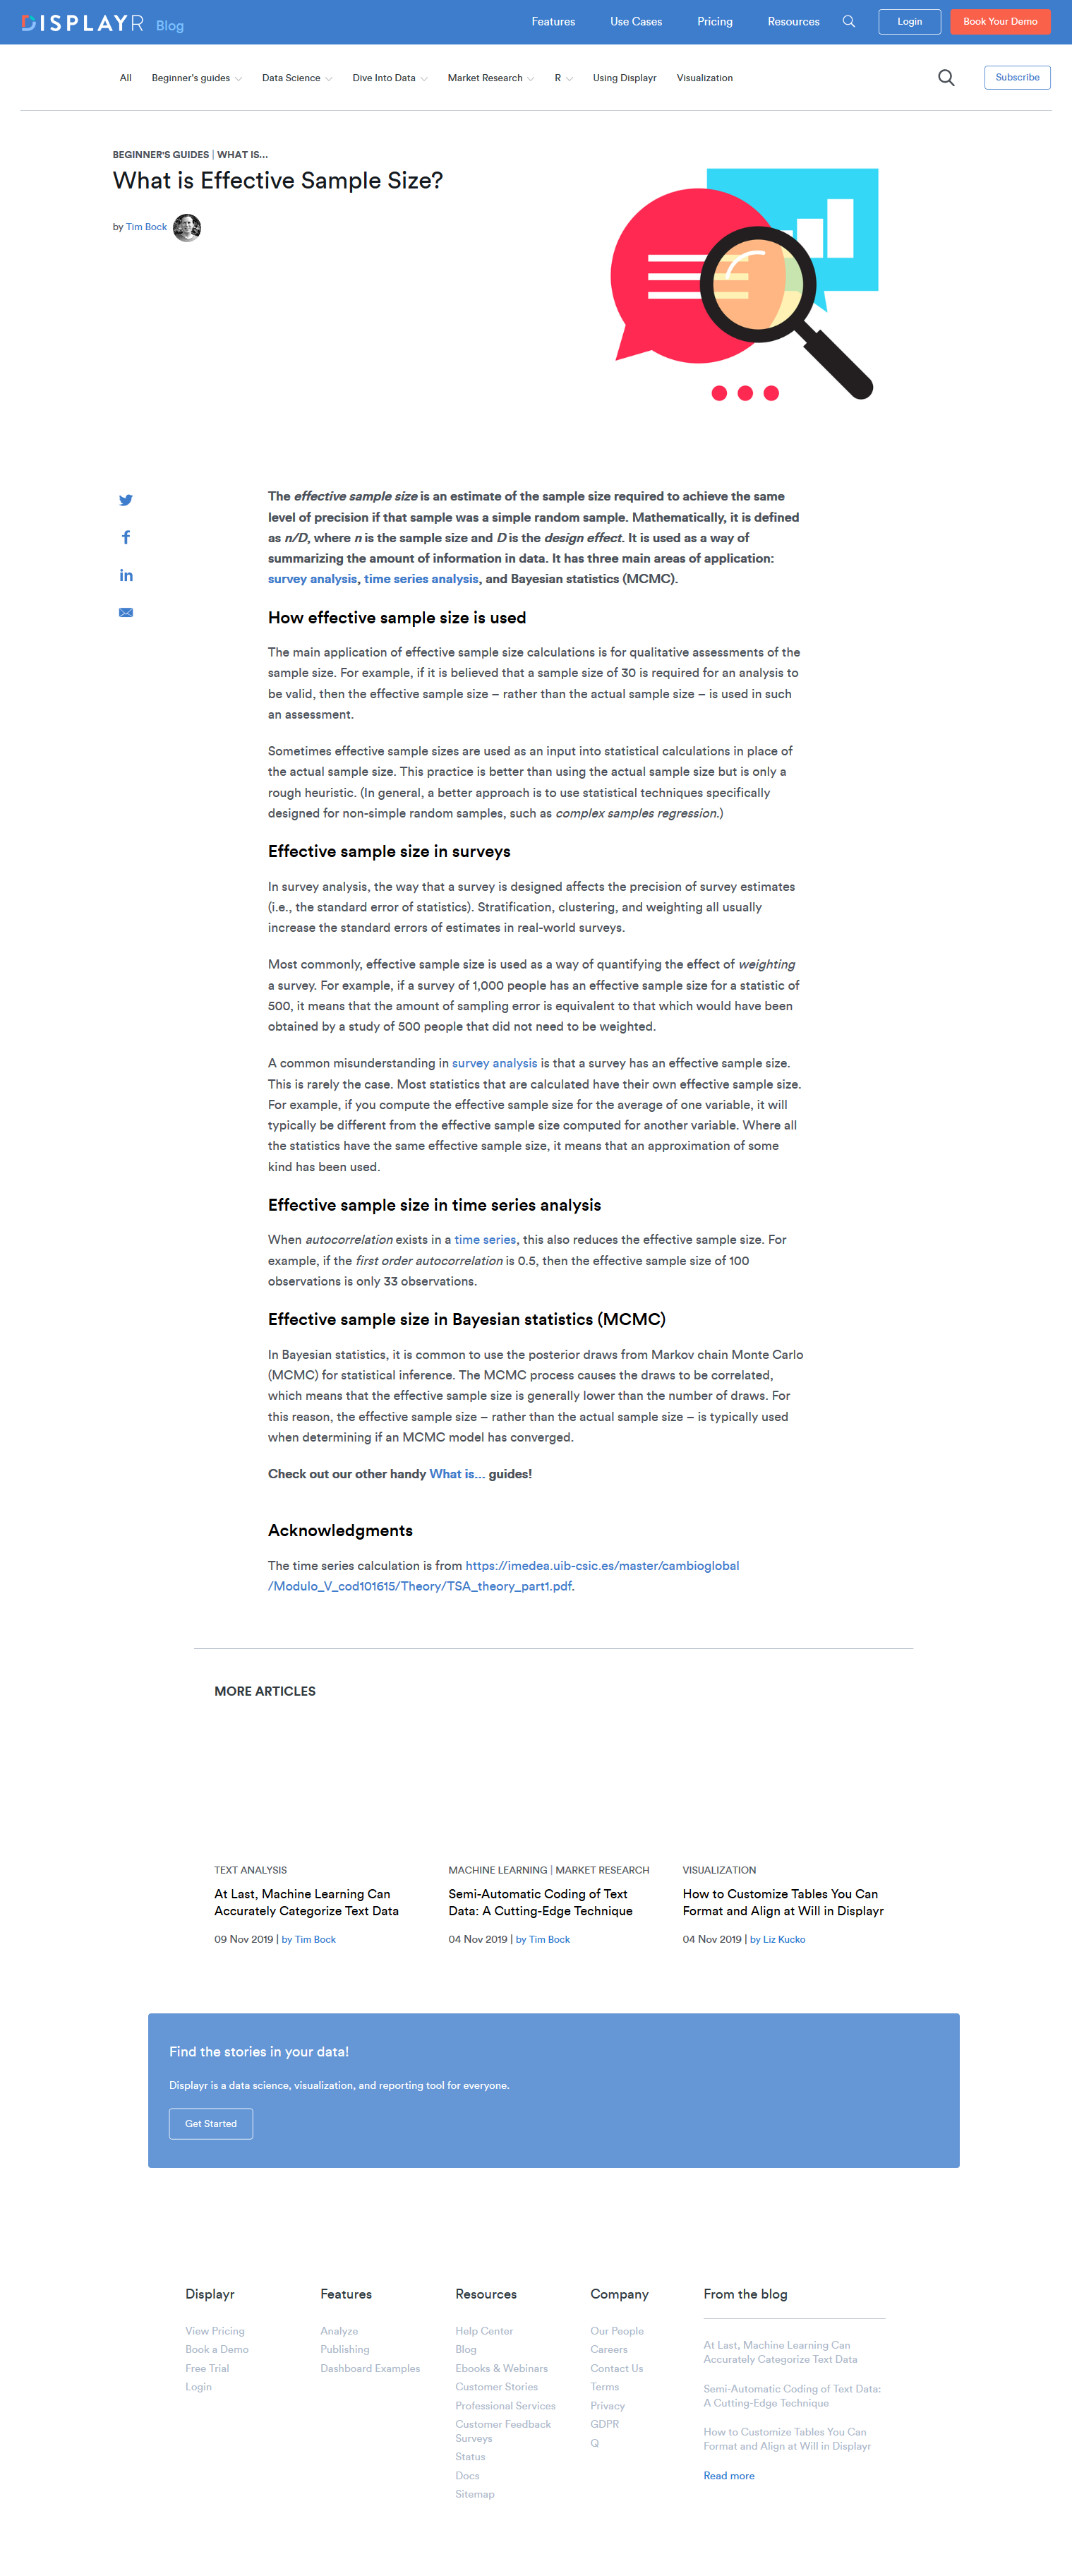 DISPLAYR Blog
Features Use Cases Pricing Resources Login Book Your Demo
All Beginner's guides Data Science Dive Into Data Market Research R Using Displayr Visualization Subscribe
BEGINNER'S GUIDES | WHAT IS...
What is Effective Sample Size?
by Tim Bock
The effective sample size is an estimate of the sample size required to achieve the same
level of precision if that sample was a simple random sample. Mathematically, it is defined
as n/D, where n is the sample size and D is the design effect. It is used as a way of
summarizing the amount of information in data. It has three main areas of application:
survey analysis, time series analysis, and Bayesian statistics (MCMC).
How effective sample size is used
The main application of effective sample size calculations is for qualitative assessments of the
sample size. For example, if it is believed that a sample size of 30 is required for an analysis to
be valid, then the effective sample size – rather than the actual sample size – is used in such
an assessment.
Sometimes effective sample sizes are used as an input into statistical calculations in place of
the actual sample size. This practice is better than using the actual sample size but is only a
rough heuristic. (In general, a better approach is to use statistical techniques specifically
designed for non-simple random samples, such as complex samples regression.)
Effective sample size in surveys
In survey analysis, the way that a survey is designed affects the precision of survey estimates
(i.e., the standard error of statistics). Stratification, clustering, and weighting all usually
increase the standard errors of estimates in real-world surveys.
Most commonly, effective sample size is used as a way of quantifying the effect of weighting
a survey. For example, if a survey of 1,000 people has an effective sample size for a statistic of
500, it means that the amount of sampling error is equivalent to that which would have been
obtained by a study of 500 people that did not need to be weighted.
A common misunderstanding in survey analysis is that a survey has an effective sample size.
This is rarely the case. Most statistics that are calculated have their own effective sample size.
For example, if you compute the effective sample size for the average of one variable, it will
typically be different from the effective sample size computed for another variable. Where all
the statistics have the same effective sample size, it means that an approximation of some
kind has been used.
Effective sample size in time series analysis
When autocorrelation exists in a time series, this also reduces the effective sample size. For
example, if the first order autocorrelation is 0.5, then the effective sample size of 100
observations is only 33 observations.
Effective sample size in Bayesian statistics (MCMC)
In Bayesian statistics, it is common to use the posterior draws from Markov chain Monte Carlo
(MCMC) for statistical inference. The MCMC process causes the draws to be correlated,
which means that the effective sample size is generally lower than the number of draws. For
this reason, the effective sample size – rather than the actual sample size – is typically used
when determining if an MCMC model has converged.
Check out our other handy What is... guides!
Acknowledgments
The time series calculation is from https://imedea.uib-csic.es/master/cambioglobal
/Modulo_V_cod101615/Theory/TSA_theory_part1.pdf.
MORE ARTICLES
TEXT ANALYSIS
At Last, Machine Learning Can
Accurately Categorize Text Data
09 Nov 2019 | by Tim Bock
MACHINE LEARNING | MARKET RESEARCH
Semi-Automatic Coding of Text
Data: A Cutting-Edge Technique
04 Nov 2019 | by Tim Bock
VISUALIZATION
How to Customize Tables You Can
Format and Align at Will in Displayr
04 Nov 2019 | by Liz Kucko
Find the stories in your data!
Displayr is a data science, visualization, and reporting tool for everyone.
Get Started
Displayr
View Pricing
Book a Demo
Free Trial
Login
Features
Analyze
Publishing
Dashboard Examples
Resources
Help Center
Blog
Ebooks & Webinars
Customer Stories
Professional Services
Customer Feedback
Surveys
Status
Docs
Sitemap
Company
Our People
Careers
Contact Us
Terms
Privacy
GDPR
Q
From the blog
At Last, Machine Learning Can
Accurately Categorize Text Data
Semi-Automatic Coding of Text Data:
A Cutting-Edge Technique
How to Customize Tables You Can
Format and Align at Will in Displayr
Read more